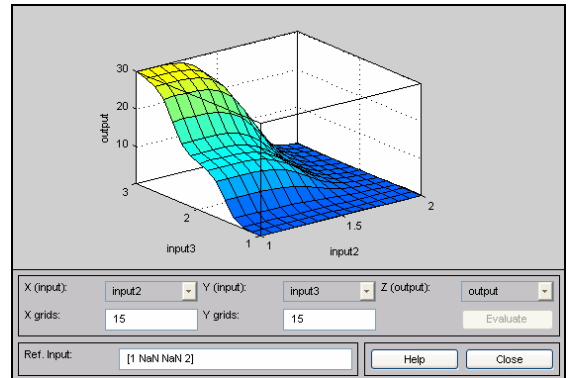 30
20
10
output
3
2
1
input3
1
1.5
2
input2
X (input): input2 Y (input): input3 Z (output): output
X grids: 15 Y grids: 15 Evaluate
Ref. Input: [1 NaN NaN 2] Help Close